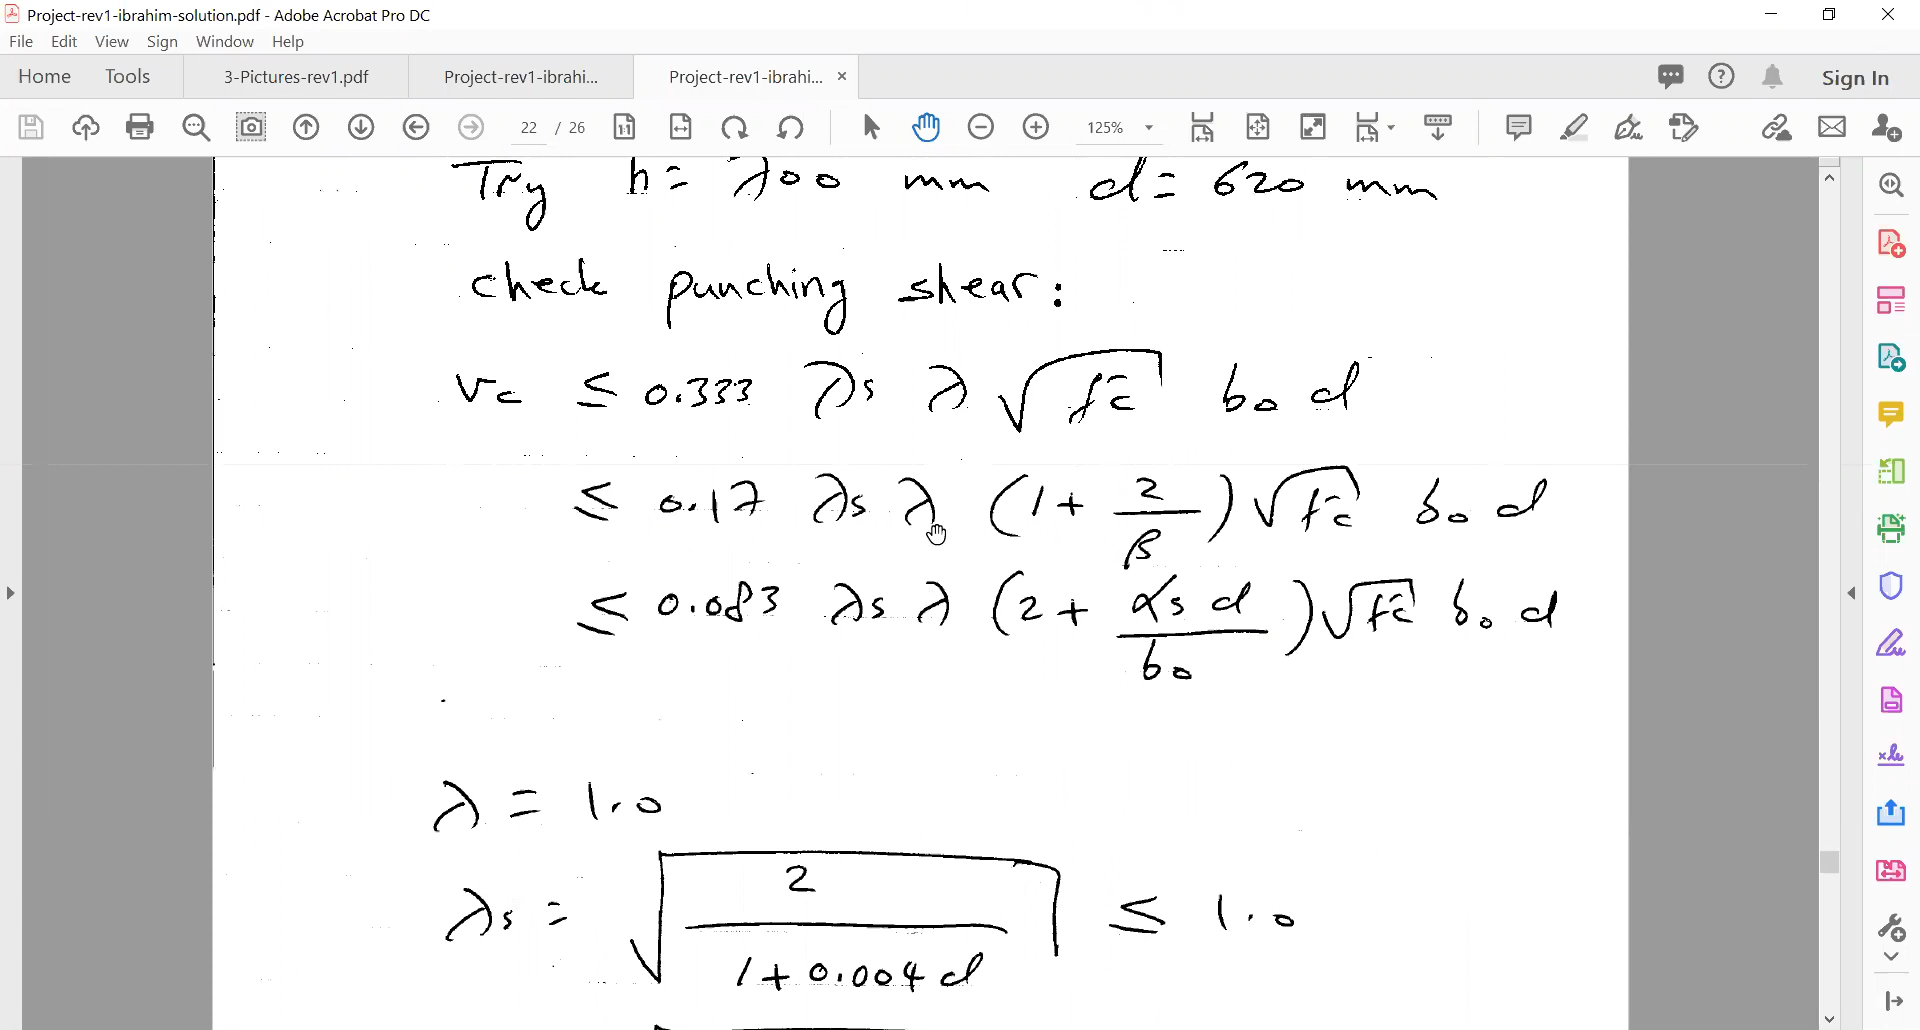 Project-rev1-ibrahim-solution.pdf - Adobe Acrobat Pro DC
File Edit View Sign Window Help
Home Tools 3-Pictures-rev1.pdf Project-rev1-ibrahi... Project-rev1-ibrahi... × Sign In
22 / 26 125%
Try h = 700 mm d = 620 mm
check punching shear:
Vc ≤ 0.333 λs λ √fc' bo d
≤ 0.17 λs λ (1 + 2/β) √fc' bo d
≤ 0.083 λs λ (2 + αs d / bo) √fc' bo d
λ = 1.0
λs = √(2 / (1 + 0.004 d)) ≤ 1.0